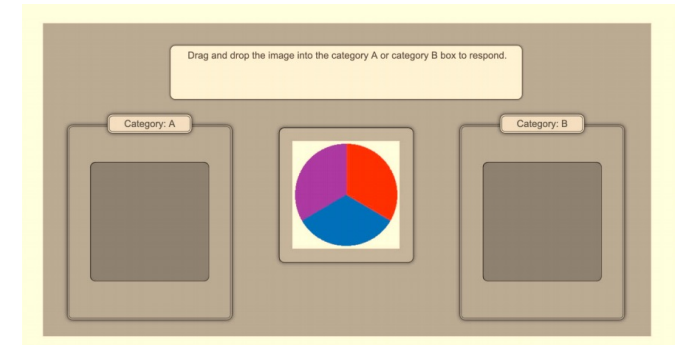 Drag and drop the image into the category A or category B box to respond.
Category: A
Category: B